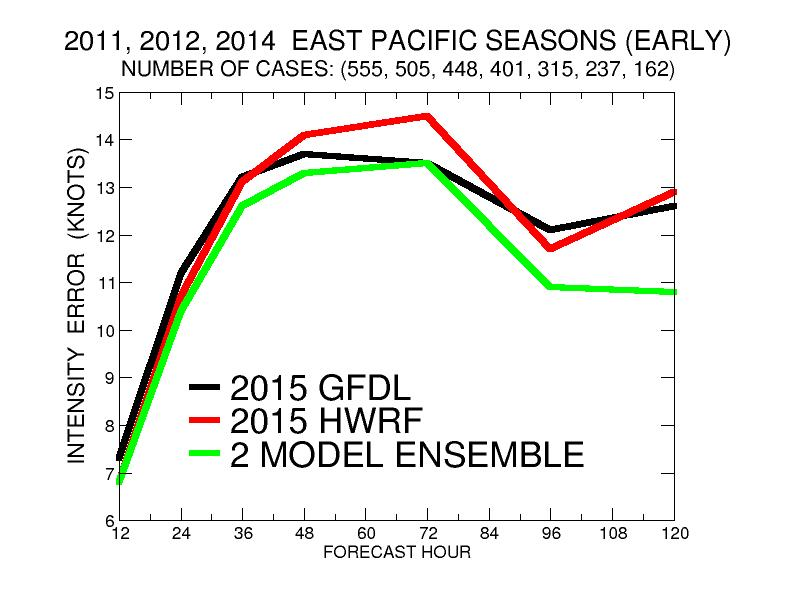 2011, 2012, 2014 EAST PACIFIC SEASONS (EARLY)
NUMBER OF CASES: (555, 505, 448, 401, 315, 237, 162)
INTENSITY ERROR (KNOTS)
15
14
13
12
11
10
9
8
7
6
2015 GFDL
2015 HWRF
2 MODEL ENSEMBLE
12 24 36 48 60 72 84 96 108 120
FORECAST HOUR